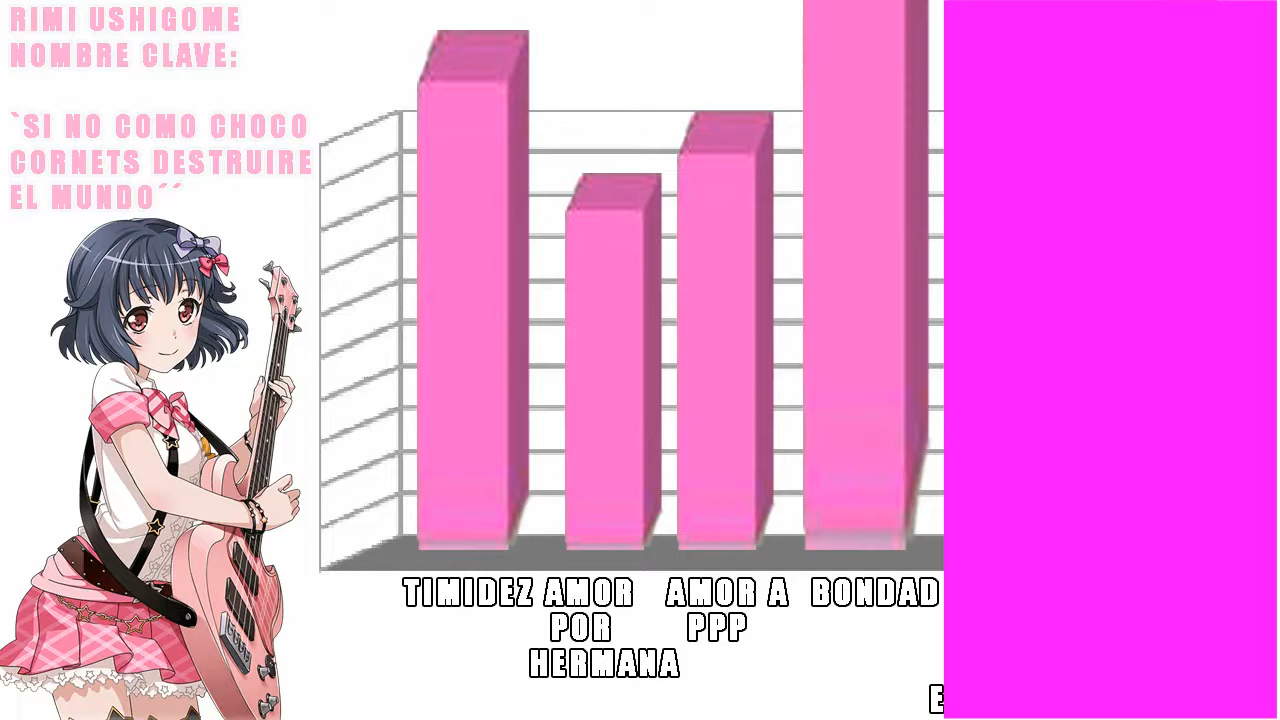 RIMI USHIGOME
NOMBRE CLAVE:
`SI NO COMO CHOCO
CORNETS DESTRUIRE
EL MUNDO´´
TIMIDEZ
AMOR
POR
HERMANA
AMOR A
PPP
BONDAD